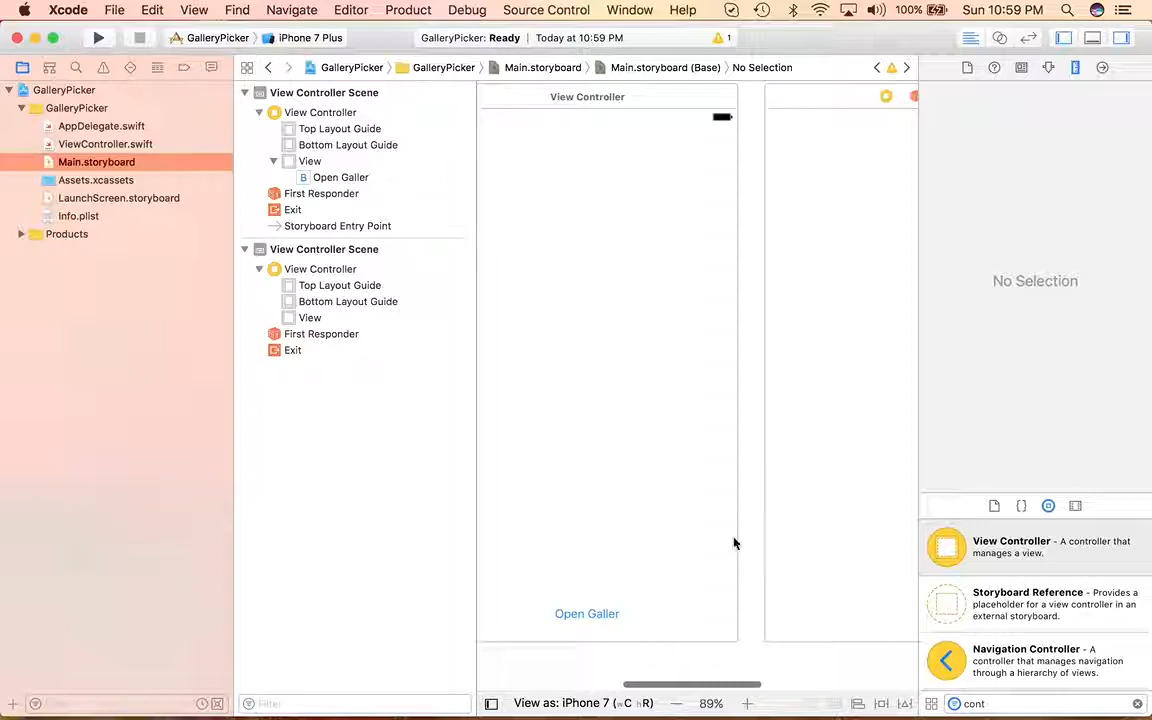 Xcode File Edit View Find Navigate Editor Product Debug Source Control Window Help 100% Sun 10:59 PM
GalleryPicker iPhone 7 Plus GalleryPicker: Ready Today at 10:59 PM 1
GalleryPicker GalleryPicker Main.storyboard Main.storyboard (Base) No Selection
GalleryPicker
GalleryPicker
AppDelegate.swift
ViewController.swift
Main.storyboard
Assets.xcassets
LaunchScreen.storyboard
Info.plist
Products
View Controller Scene
View Controller
Top Layout Guide
Bottom Layout Guide
View
B Open Galler
First Responder
Exit
Storyboard Entry Point
View Controller Scene
View Controller
Top Layout Guide
Bottom Layout Guide
View
First Responder
Exit
Filter
View Controller
Open Galler
View as: iPhone 7 (wC hR) 89%
No Selection
View Controller - A controller that
manages a view.
Storyboard Reference - Provides a
placeholder for a view controller in an
external storyboard.
Navigation Controller - A
controller that manages navigation
through a hierarchy of views.
cont